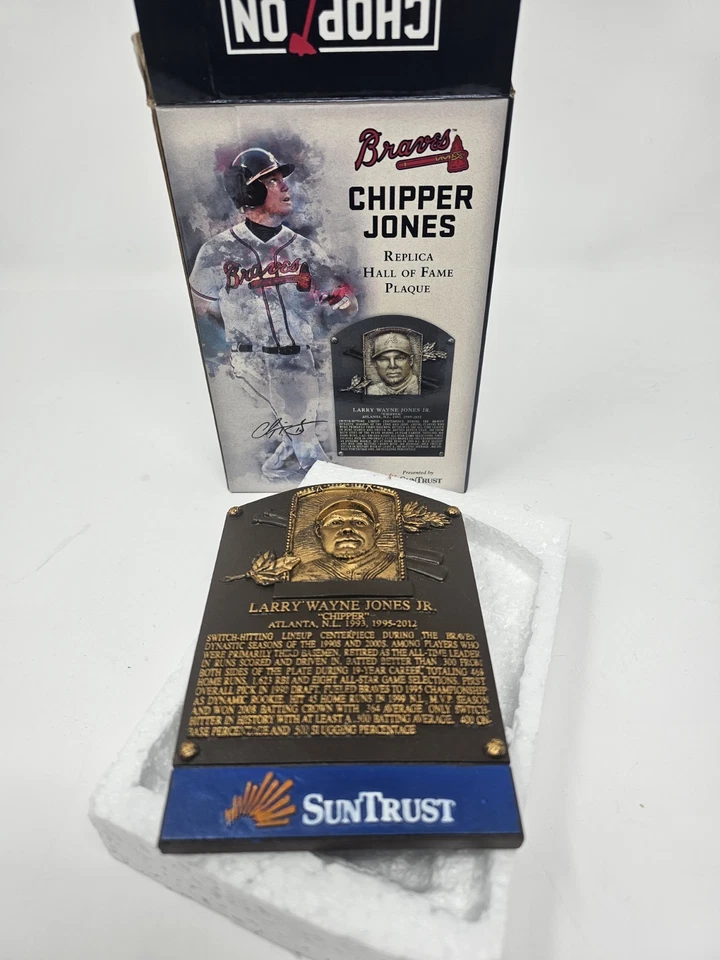 CHOP ON
Braves
CHIPPER
JONES
REPLICA
HALL OF FAME
PLAQUE
Braves
LARRY WAYNE JONES JR.
"CHIPPER"
ATLANTA, N.L. 1993, 1995-2012
Presented by
SUNTRUST
LARRY WAYNE JONES JR.
"CHIPPER"
ATLANTA, N.L. 1993, 1995-2012
SWITCH-HITTING LINEUP CENTERPIECE DURING THE BRAVES
DYNASTIC SEASONS OF THE 1990S AND 2000S. AMONG PLAYERS WHO
WERE PRIMARILY THIRD BASEMEN, RETIRED AS THE ALL-TIME LEADER
IN RUNS SCORED AND DRIVEN IN. BATTED BETTER THAN .300 FROM
BOTH SIDES OF THE PLATE DURING 19-YEAR CAREER, TOTALING 468
HOME RUNS, 1,623 RBI AND EIGHT ALL-STAR GAME SELECTIONS. FIRST
OVERALL PICK IN 1990 DRAFT. FUELED BRAVES TO 1995 CHAMPIONSHIP
AS DYNAMIC ROOKIE. HIT 45 HOME RUNS IN 1999 N.L. MVP SEASON
AND WON 2008 BATTING CROWN WITH .364 AVERAGE. ONLY SWITCH-
HITTER IN HISTORY WITH AT LEAST A .300 BATTING AVERAGE, .400 ON-
BASE PERCENTAGE AND .500 SLUGGING PERCENTAGE.
SUNTRUST